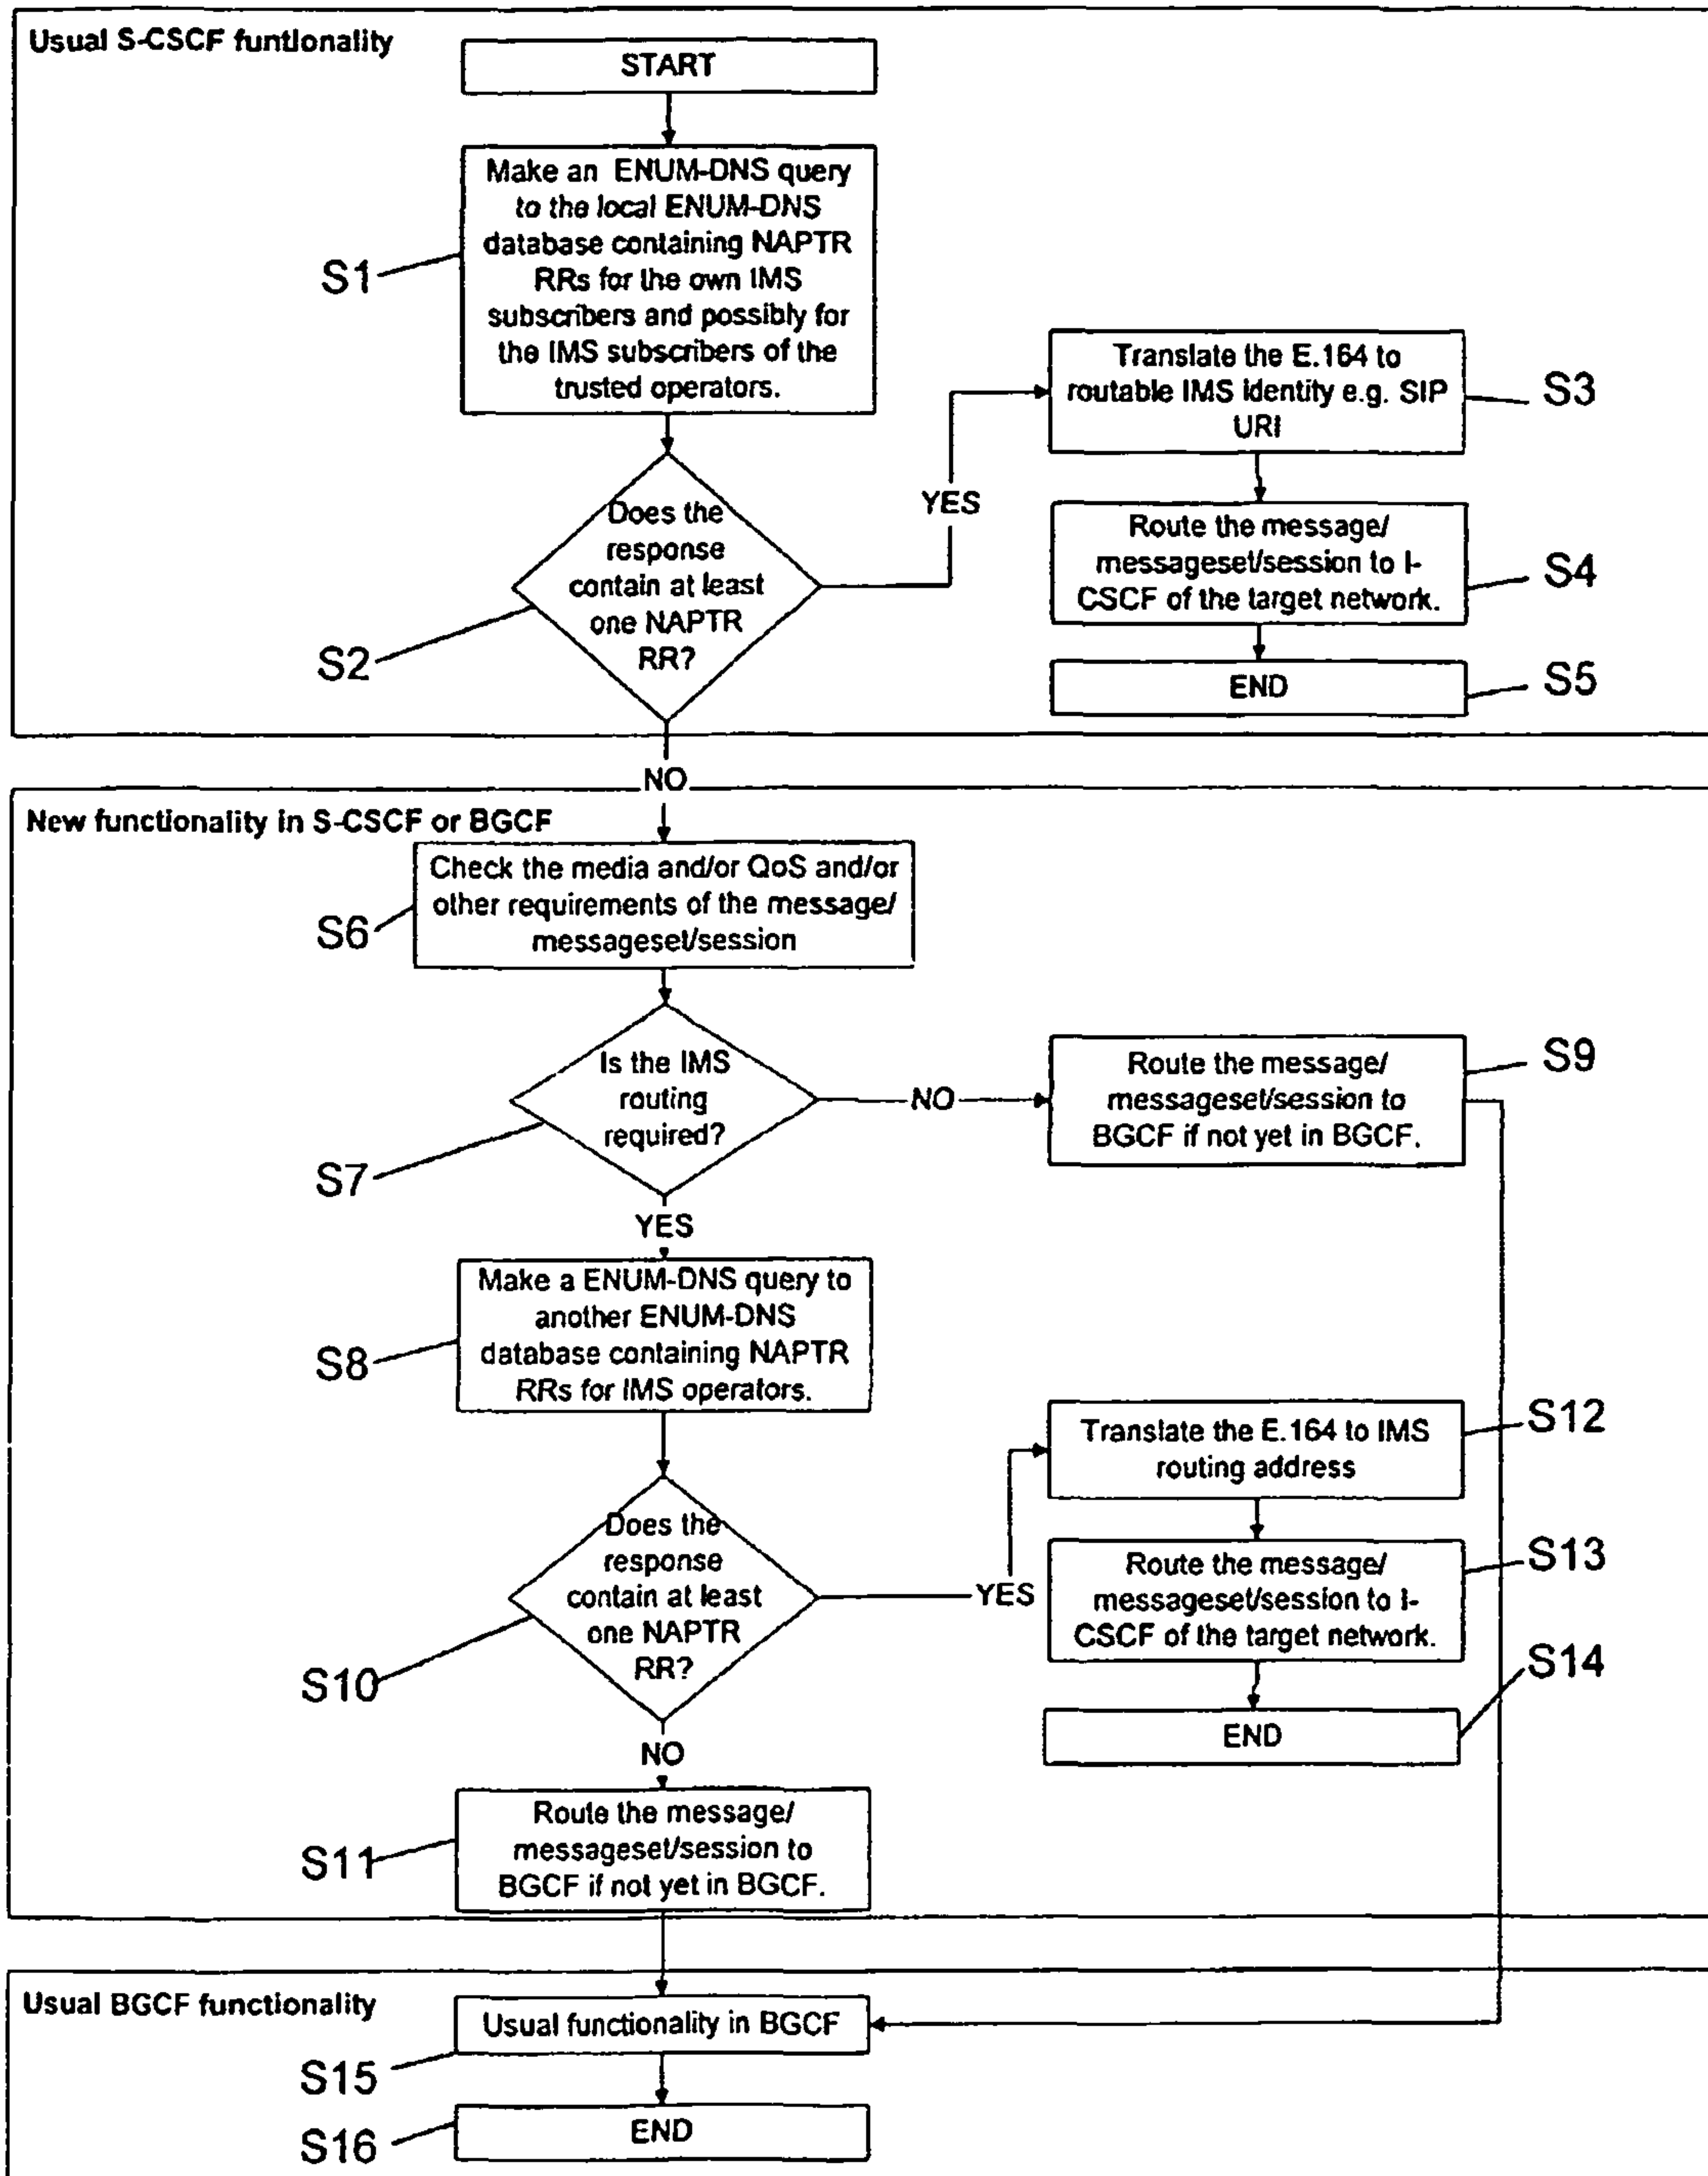 Usual S-CSCF funtionality
START
Make an ENUM-DNS query
to the local ENUM-DNS
database containing NAPTR
RRs for the own IMS
subscribers and possibly for
the IMS subscribers of the
trusted operators.
S1
Does the
response
contain at least
one NAPTR
RR?
S2
YES
Translate the E.164 to
routable IMS identity e.g. SIP
URI
S3
Route the message/
messageset/session to I-
CSCF of the target network.
S4
END
S5
NO
New functionality in S-CSCF or BGCF
Check the media and/or QoS and/or
other requirements of the message/
messageset/session
S6
Is the IMS
routing
required?
S7
NO
Route the message/
messageset/session to
BGCF if not yet in BGCF.
S9
YES
Make a ENUM-DNS query to
another ENUM-DNS
database containing NAPTR
RRs for IMS operators.
S8
Does the
response
contain at least
one NAPTR
RR?
S10
YES
Translate the E.164 to IMS
routing address
S12
Route the message/
messageset/session to I-
CSCF of the target network.
S13
END
S14
NO
Route the message/
messageset/session to
BGCF if not yet in BGCF.
S11
Usual BGCF functionality
Usual functionality in BGCF
S15
END
S16